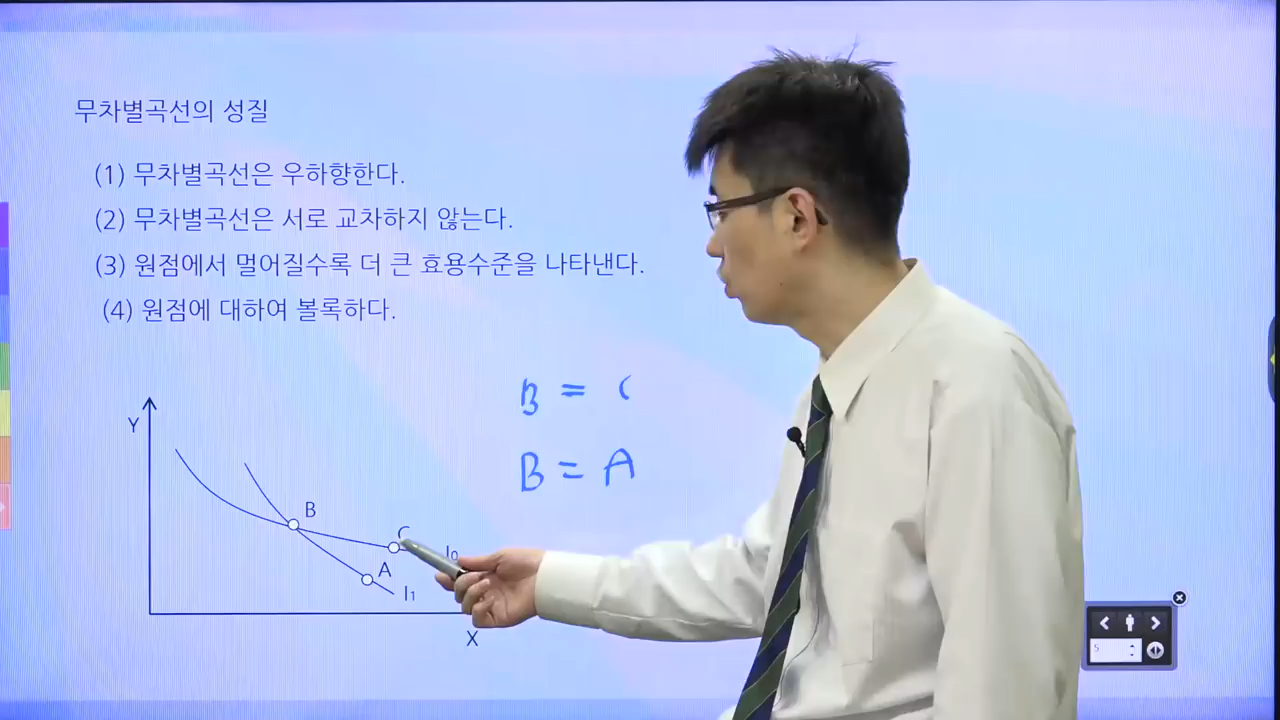 무차별곡선의 성질
(1) 무차별곡선은 우하향한다.
(2) 무차별곡선은 서로 교차하지 않는다.
(3) 원점에서 멀어질수록 더 큰 효용수준을 나타낸다.
(4) 원점에 대하여 볼록하다.
B = C
Y
B = A
B
C
I₀
A
I₁
X
5